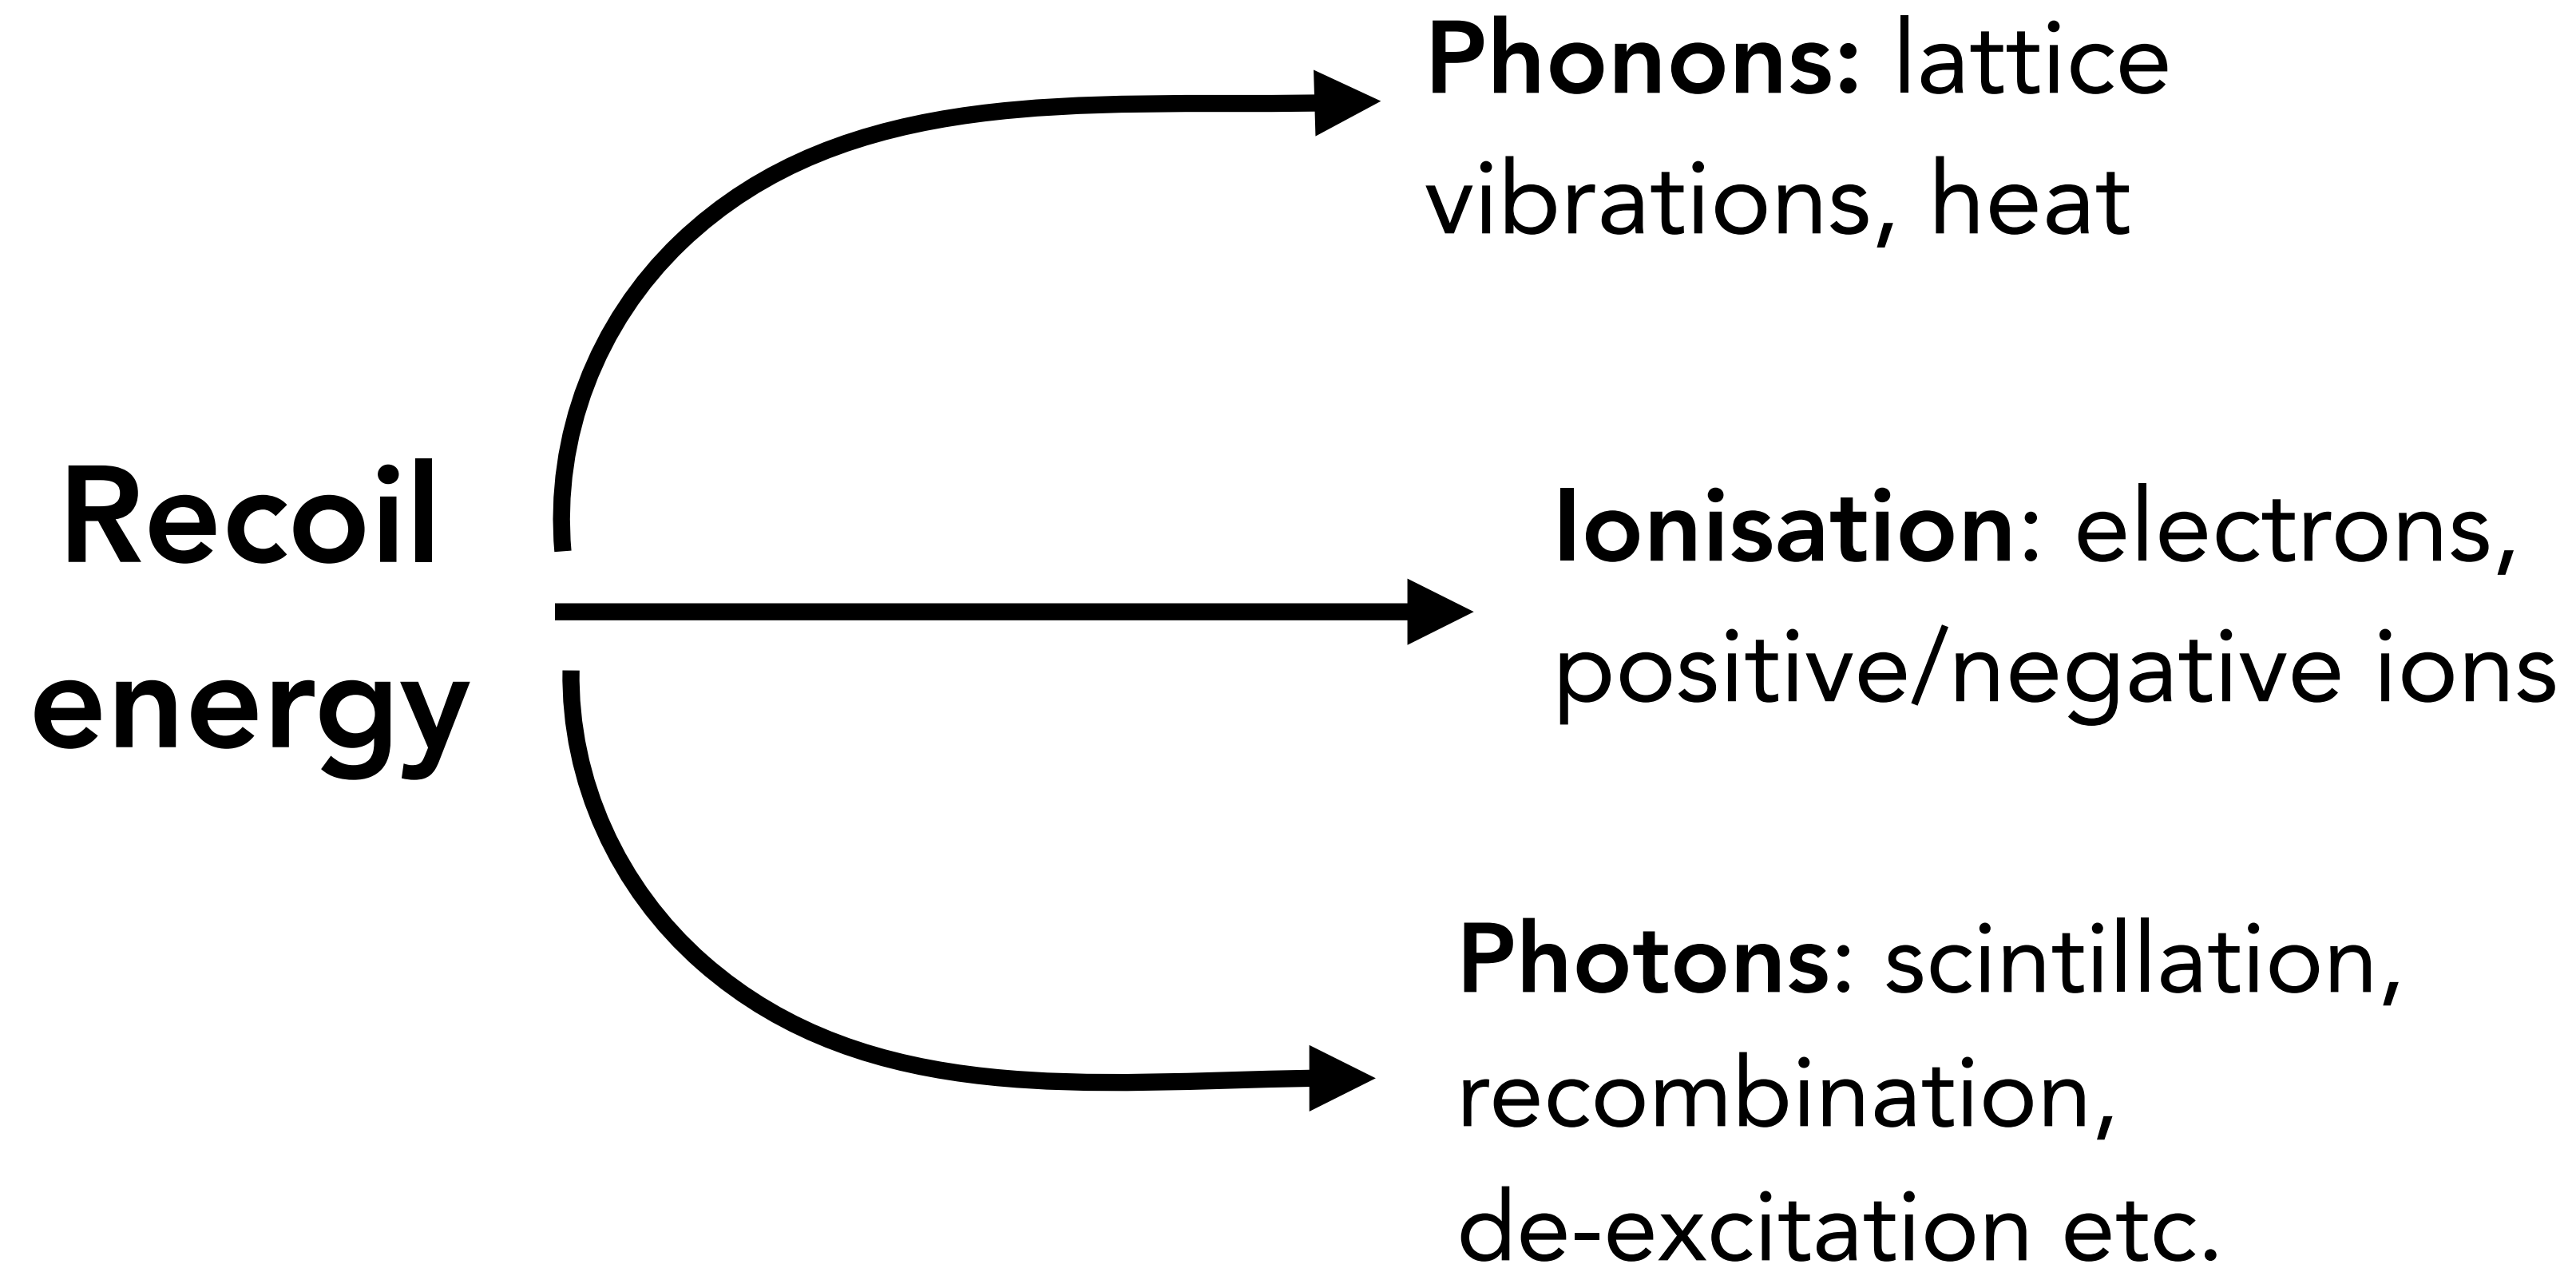 Phonons: lattice
vibrations, heat
Recoil
energy
Ionisation: electrons,
positive/negative ions
Photons: scintillation,
recombination,
de-excitation etc.